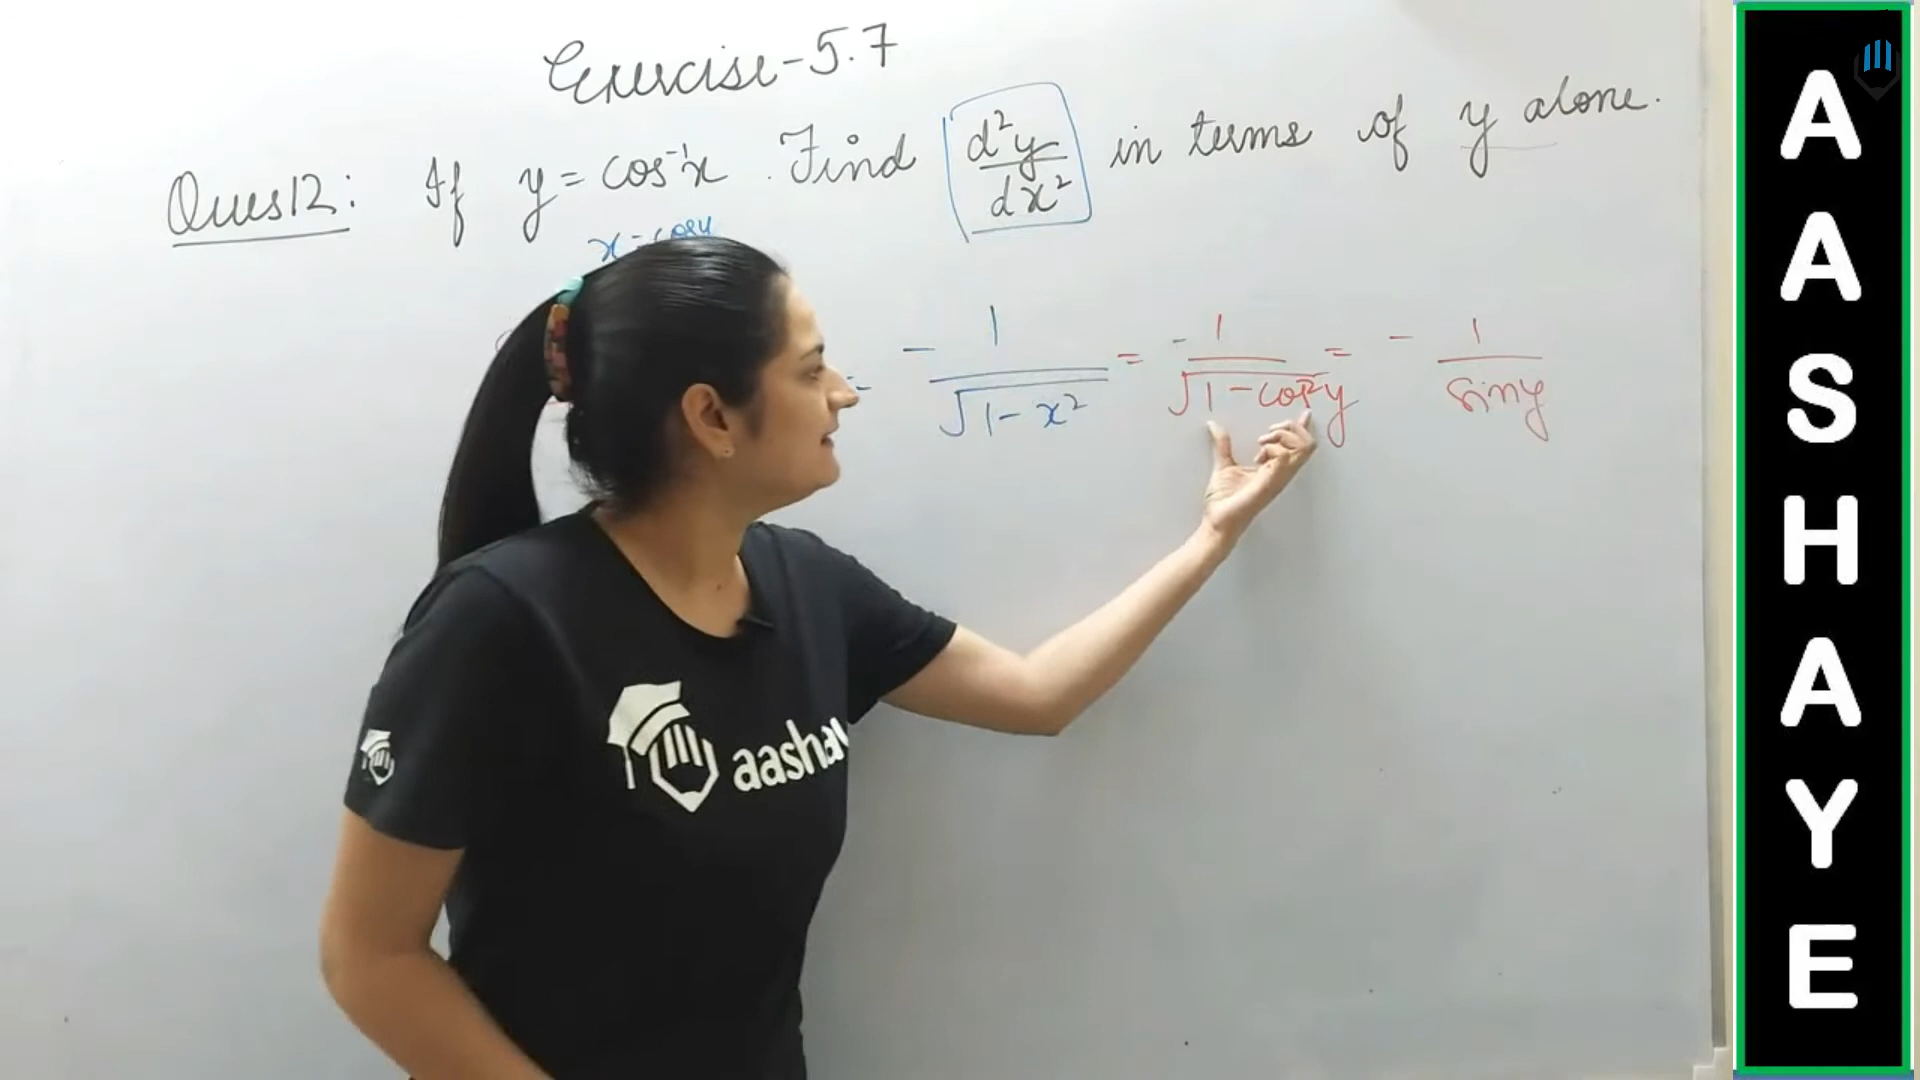 Exercise-5.7
Ques12: If y = cos⁻¹x . Find d²y/dx² in terms of y alone.
x = cosy
= - 1/√(1-x²) = - 1/√(1-cos²y) = - 1/siny
aashay
AASHAYE